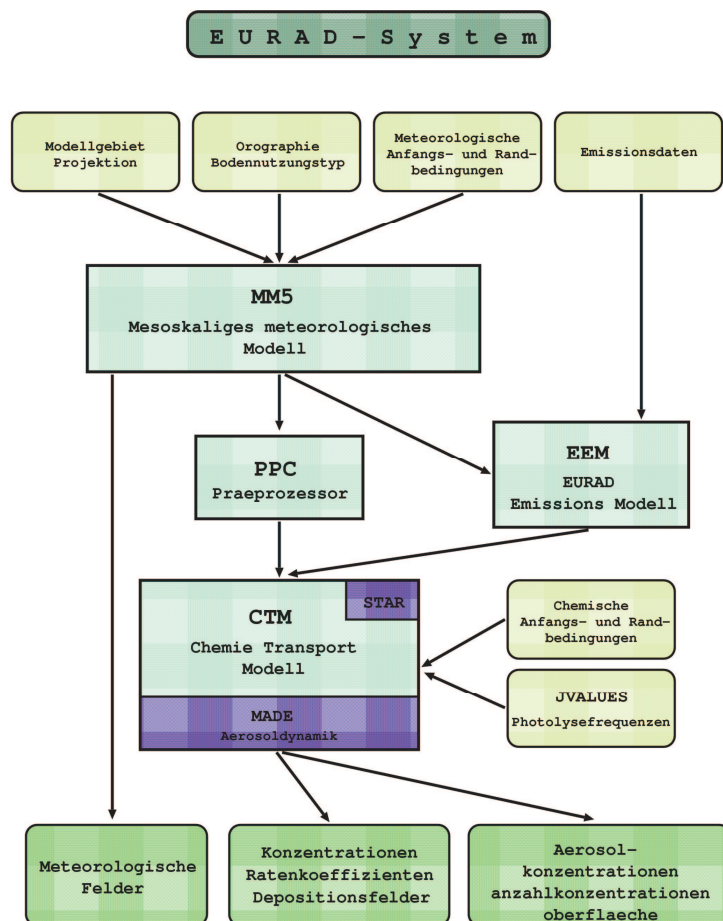 EURAD-System
Modellgebiet
Projektion
Orographie
Bodennutzungstyp
Meteorologische
Anfangs- und Rand-
bedingungen
Emissionsdaten
MM5
Mesoskaliges meteorologisches
Modell
PPC
Praeprozessor
EEM
EURAD
Emissions Modell
STAR
CTM
Chemie Transport
Modell
MADE
Aerosoldynamik
Chemische
Anfangs- und Rand-
bedingungen
JVALUES
Photolysefrequenzen
Meteorologische
Felder
Konzentrationen
Ratenkoeffizienten
Depositionsfelder
Aerosol-
konzentrationen
anzahlkonzentrationen
oberflaeche